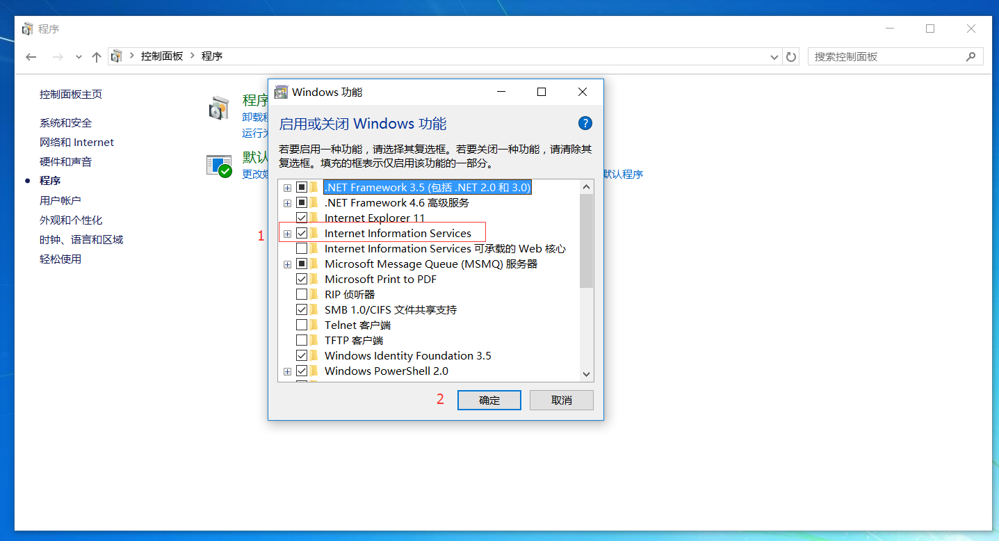 程序
控制面板 程序
搜索控制面板
控制面板主页
系统和安全
网络和 Internet
硬件和声音
程序
用户帐户
外观和个性化
时钟、语言和区域
轻松使用
程序
卸载程
运行为
默认
更改媒
默认程序
Windows 功能
启用或关闭 Windows 功能
?
若要启用一种功能，请选择其复选框。若要关闭一种功能，请清除其
复选框。填充的框表示仅启用该功能的一部分。
.NET Framework 3.5 (包括 .NET 2.0 和 3.0)
.NET Framework 4.6 高级服务
Internet Explorer 11
1
Internet Information Services
Internet Information Services 可承载的 Web 核心
Microsoft Message Queue (MSMQ) 服务器
Microsoft Print to PDF
RIP 侦听器
SMB 1.0/CIFS 文件共享支持
Telnet 客户端
TFTP 客户端
Windows Identity Foundation 3.5
Windows PowerShell 2.0
2
确定
取消